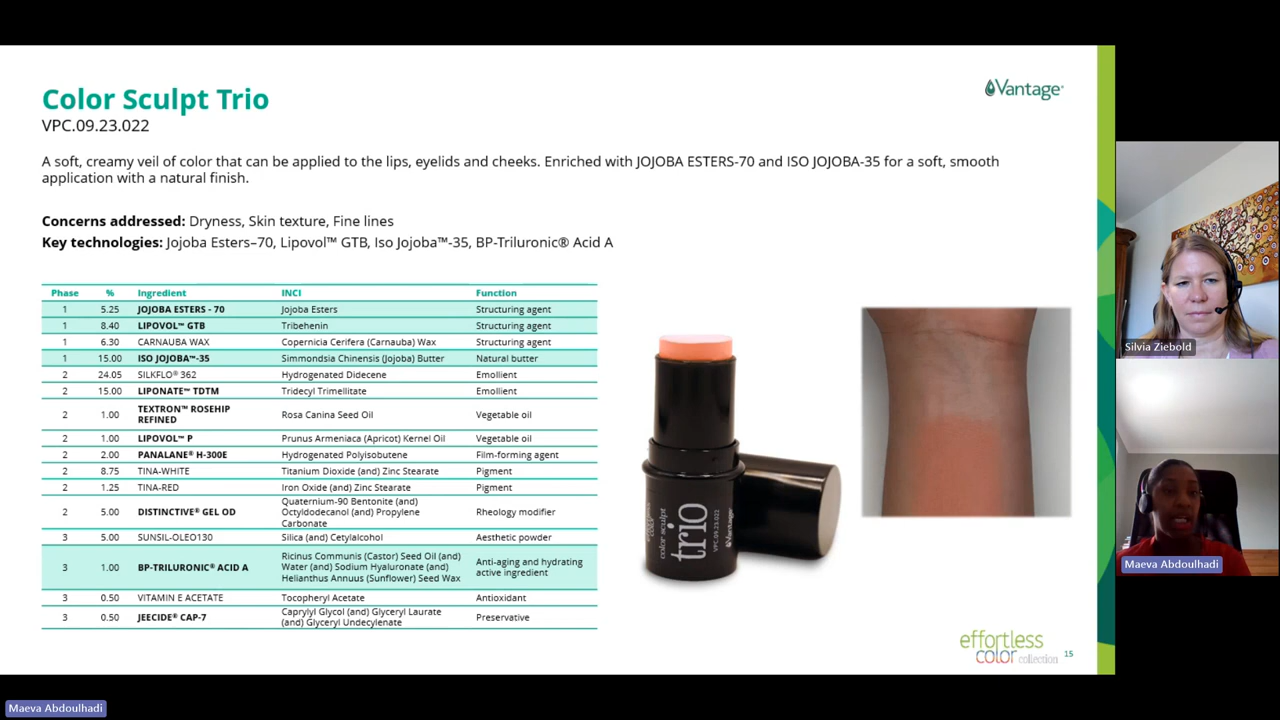 Color Sculpt Trio
Vantage®
VPC.09.23.022
A soft, creamy veil of color that can be applied to the lips, eyelids and cheeks. Enriched with JOJOBA ESTERS-70 and ISO JOJOBA-35 for a soft, smooth
application with a natural finish.
Concerns addressed: Dryness, Skin texture, Fine lines
Key technologies: Jojoba Esters–70, Lipovol™ GTB, Iso Jojoba™-35, BP-Triluronic® Acid A
Phase % Ingredient INCI Function
1 5.25 JOJOBA ESTERS - 70 Jojoba Esters Structuring agent
1 8.40 LIPOVOL™ GTB Tribehenin Structuring agent
1 6.30 CARNAUBA WAX Copernicia Cerifera (Carnauba) Wax Structuring agent
1 15.00 ISO JOJOBA™-35 Simmondsia Chinensis (Jojoba) Butter Natural butter
2 24.05 SILKFLO® 362 Hydrogenated Didecene Emollient
2 15.00 LIPONATE™ TDTM Tridecyl Trimellitate Emollient
2 1.00 TEXTRON™ ROSEHIP
REFINED Rosa Canina Seed Oil Vegetable oil
2 1.00 LIPOVOL™ P Prunus Armeniaca (Apricot) Kernel Oil Vegetable oil
2 2.00 PANALANE® H-300E Hydrogenated Polyisobutene Film-forming agent
2 8.75 TINA-WHITE Titanium Dioxide (and) Zinc Stearate Pigment
2 1.25 TINA-RED Iron Oxide (and) Zinc Stearate Pigment
2 5.00 DISTINCTIVE® GEL OD Quaternium-90 Bentonite (and)
Octyldodecanol (and) Propylene
Carbonate Rheology modifier
3 5.00 SUNSIL-OLEO130 Silica (and) Cetylalcohol Aesthetic powder
3 1.00 BP-TRILURONIC® ACID A Ricinus Communis (Castor) Seed Oil (and)
Water (and) Sodium Hyaluronate (and)
Helianthus Annuus (Sunflower) Seed Wax Anti-aging and hydrating
active ingredient
3 0.50 VITAMIN E ACETATE Tocopheryl Acetate Antioxidant
3 0.50 JEECIDE® CAP-7 Caprylyl Glycol (and) Glyceryl Laurate
(and) Glyceryl Undecylenate Preservative
color sculpt
trio
VPC.09.23.022
Vantage
effortless
color collection
15
Silvia Ziebold
Maeva Abdoulhadi
Maeva Abdoulhadi